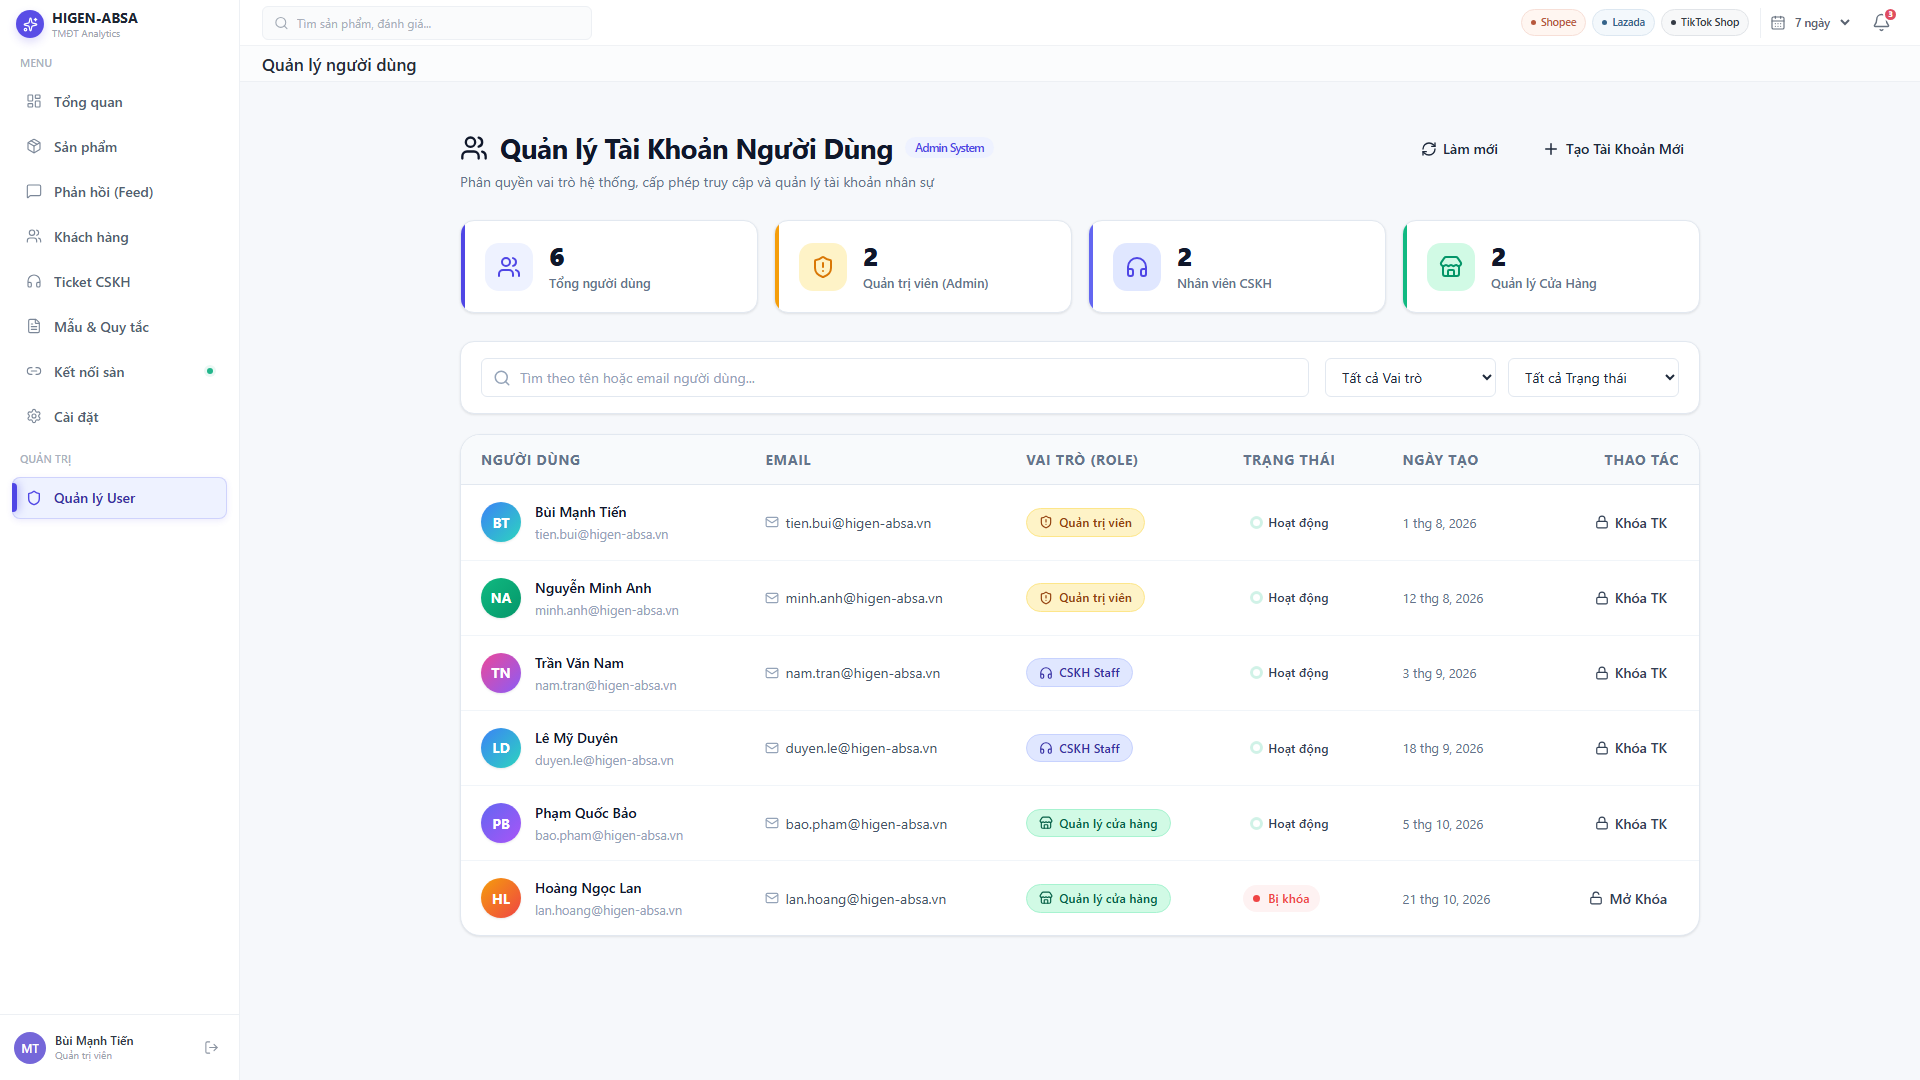 HIGEN-ABSA
TMĐT Analytics
MENU
Tổng quan
Sản phẩm
Phản hồi (Feed)
Khách hàng
Ticket CSKH
Mẫu & Quy tắc
Kết nối sàn
Cài đặt
QUẢN TRỊ
Quản lý User
Bùi Mạnh Tiến
MT
Quản trị viên
Tìm sản phẩm, đánh giá...
Shopee
Lazada
TikTok Shop
7 ngày
3
Quản lý người dùng
Quản lý Tài Khoản Người Dùng
Admin System
Làm mới
Tạo Tài Khoản Mới
Phân quyền vai trò hệ thống, cấp phép truy cập và quản lý tài khoản nhân sự
6
Tổng người dùng
2
Quản trị viên (Admin)
2
Nhân viên CSKH
2
Quản lý Cửa Hàng
Tìm theo tên hoặc email người dùng...
Tất cả Vai trò
Tất cả Trạng thái
NGƯỜI DÙNG EMAIL VAI TRÒ (ROLE) TRẠNG THÁI NGÀY TẠO THAO TÁC
BT Bùi Mạnh Tiến
tien.bui@higen-absa.vn
tien.bui@higen-absa.vn Quản trị viên Hoạt động 1 thg 8, 2026 Khóa TK
NA Nguyễn Minh Anh
minh.anh@higen-absa.vn
minh.anh@higen-absa.vn Quản trị viên Hoạt động 12 thg 8, 2026 Khóa TK
TN Trần Văn Nam
nam.tran@higen-absa.vn
nam.tran@higen-absa.vn CSKH Staff Hoạt động 3 thg 9, 2026 Khóa TK
LD Lê Mỹ Duyên
duyen.le@higen-absa.vn
duyen.le@higen-absa.vn CSKH Staff Hoạt động 18 thg 9, 2026 Khóa TK
PB Phạm Quốc Bảo
bao.pham@higen-absa.vn
bao.pham@higen-absa.vn Quản lý cửa hàng Hoạt động 5 thg 10, 2026 Khóa TK
HL Hoàng Ngọc Lan
lan.hoang@higen-absa.vn
lan.hoang@higen-absa.vn Quản lý cửa hàng Bị khóa 21 thg 10, 2026 Mở Khóa